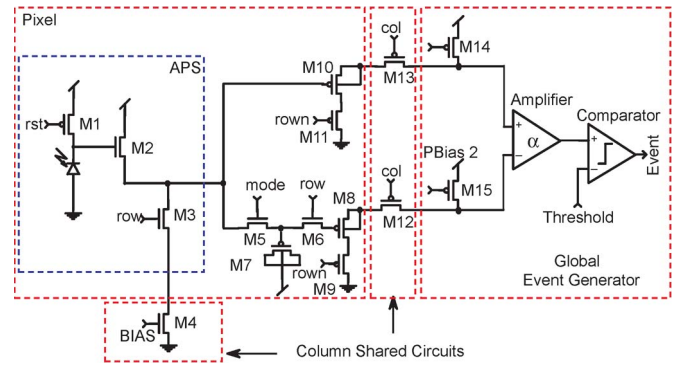 Pixel
col
M14
APS
M10
M13
rst
M1
Amplifier
M2
rown
M11
Comparator
+
α
−
+
−
Event
mode
row
col
PBias 2
M8
M15
row
M3
M5
M6
M12
Threshold
M7
rown
M9
Global
Event Generator
M4
BIAS
Column Shared Circuits